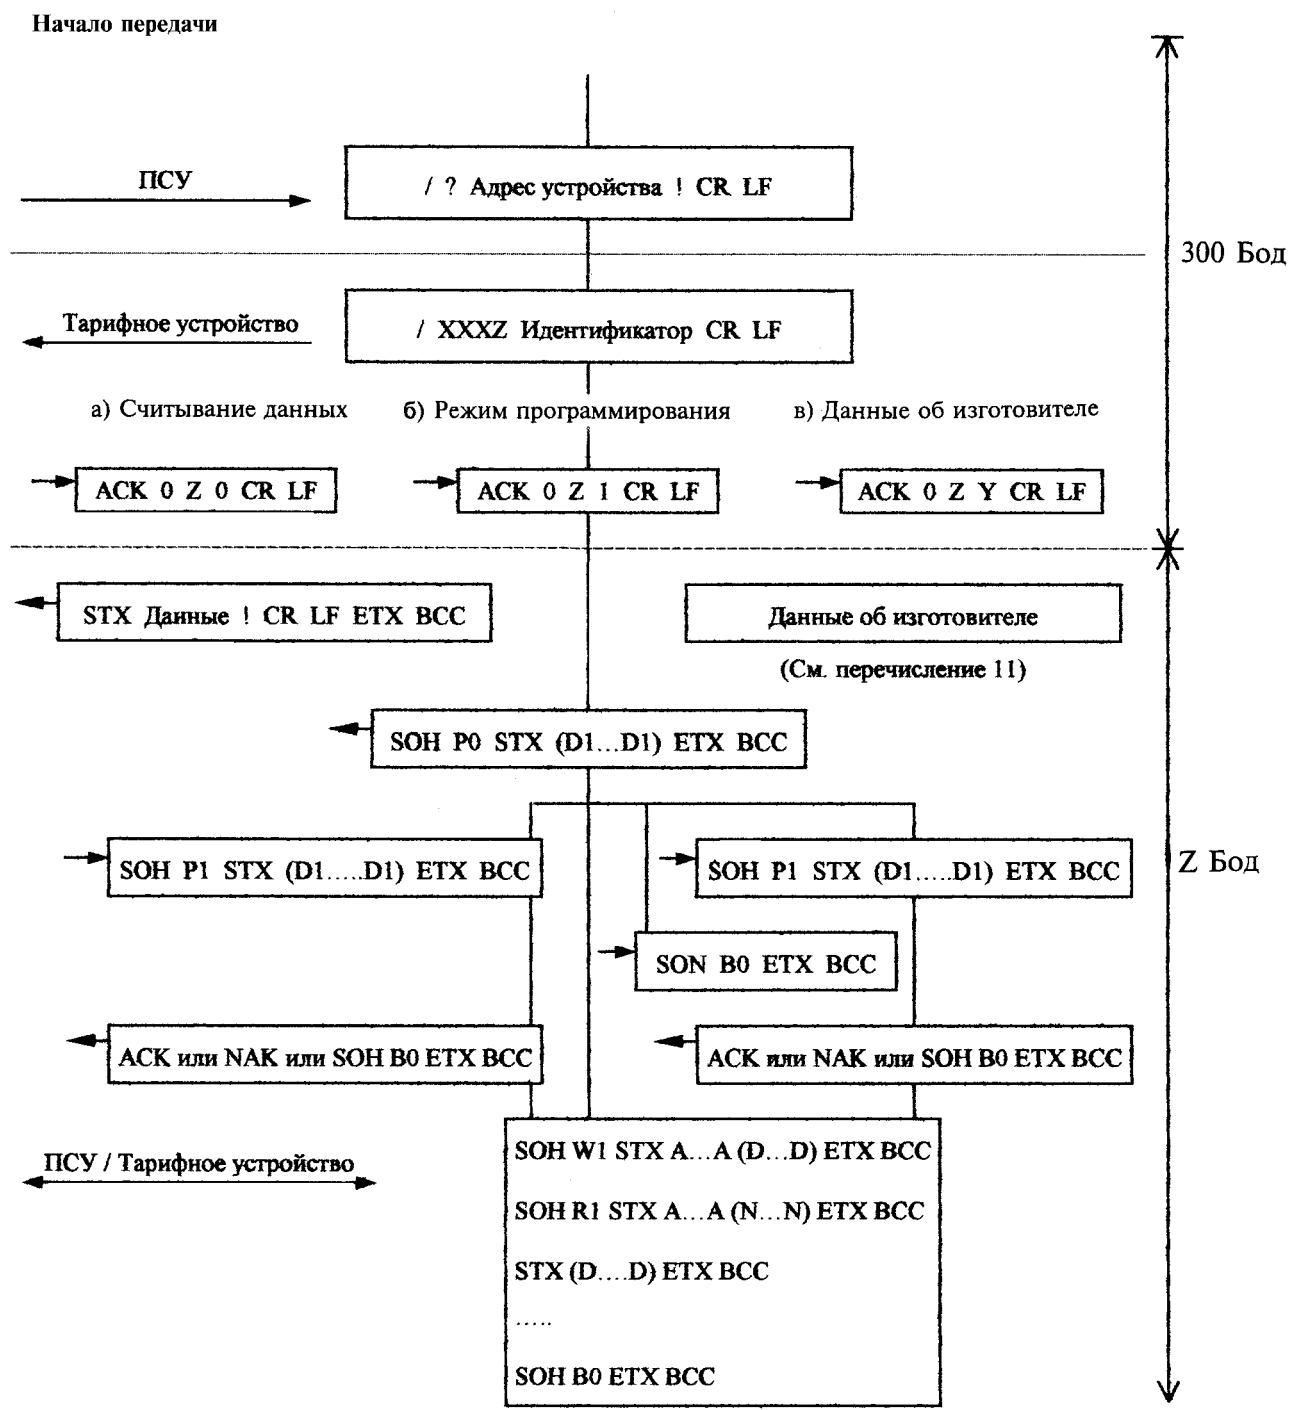 Начало передачи
ПСУ
/ ? Адрес устройства ! CR LF
300 Бод
Тарифное устройство
/ XXXZ Идентификатор CR LF
а) Считывание данных
б) Режим программирования
в) Данные об изготовителе
ACK 0 Z 0 CR LF
ACK 0 Z 1 CR LF
ACK 0 Z Y CR LF
STX Данные ! CR LF ETX BCC
Данные об изготовителе
(См. перечисление 11)
SOH P0 STX (D1...D1) ETX BCC
SOH P1 STX (D1.....D1) ETX BCC
SOH P1 STX (D1.....D1) ETX BCC
Z Бод
SON B0 ETX BCC
ACK или NAK или SOH B0 ETX BCC
ACK или NAK или SOH B0 ETX BCC
ПСУ / Тарифное устройство
SOH W1 STX A...A (D...D) ETX BCC
SOH R1 STX A...A (N...N) ETX BCC
STX (D....D) ETX BCC
.....
SOH B0 ETX BCC